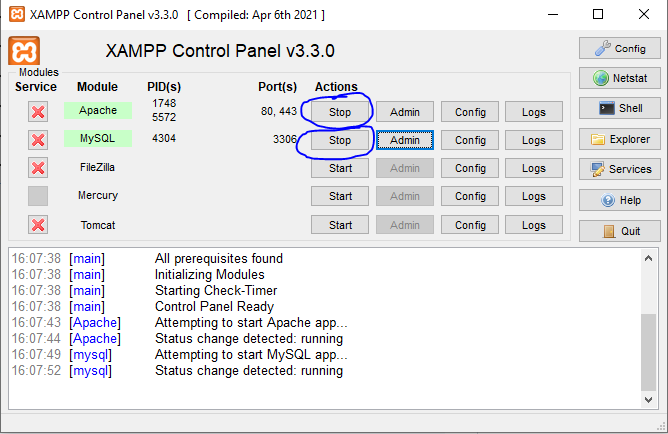 XAMPP Control Panel v3.3.0 [ Compiled: Apr 6th 2021 ]
XAMPP Control Panel v3.3.0
Config
Modules
Service Module PID(s) Port(s) Actions
Netstat
Apache 1748 5572 80, 443 Stop Admin Config Logs
Shell
MySQL 4304 3306 Stop Admin Config Logs
Explorer
FileZilla Start Admin Config Logs
Services
Mercury Start Admin Config Logs
Help
Tomcat Start Admin Config Logs
Quit
16:07:38 [main] All prerequisites found
16:07:38 [main] Initializing Modules
16:07:38 [main] Starting Check-Timer
16:07:38 [main] Control Panel Ready
16:07:43 [Apache] Attempting to start Apache app...
16:07:44 [Apache] Status change detected: running
16:07:49 [mysql] Attempting to start MySQL app...
16:07:52 [mysql] Status change detected: running